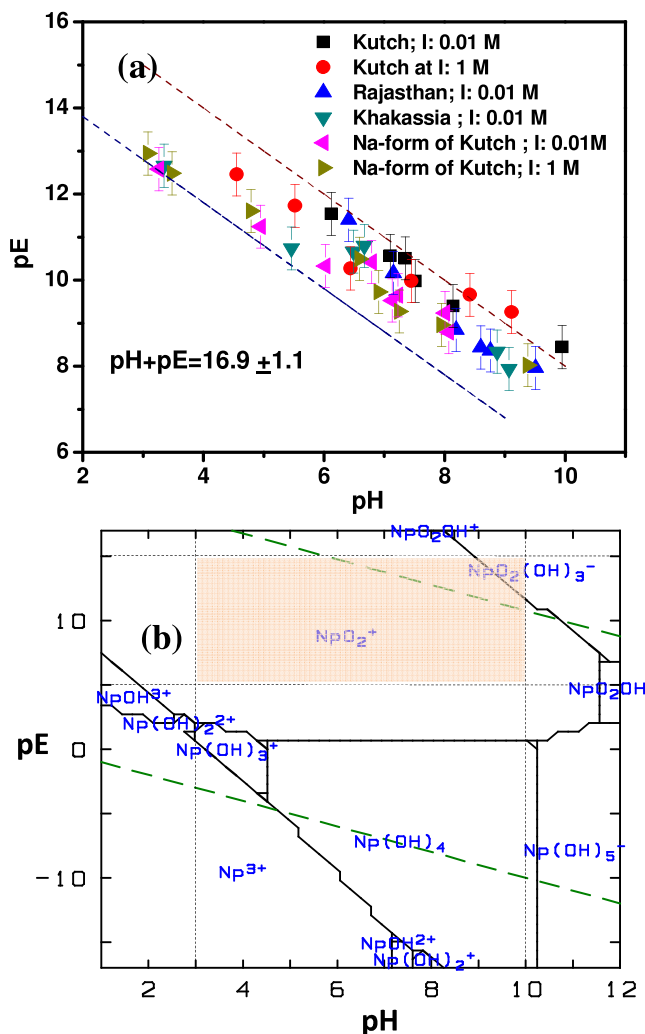 16
14
12
10
8
6
pE
(a)
Kutch; I: 0.01 M
Kutch at I: 1 M
Rajasthan; I: 0.01 M
Khakassia ; I: 0.01 M
Na-form of Kutch ; I: 0.01M
Na-form of Kutch; I: 1 M
pH+pE=16.9 ±1.1
2 4 6 8 10
pH
NpO₂OH⁺
NpO₂(OH)₃⁻
(b)
10
NpO₂⁺
NpO₂OH
NpOH³⁺
Np(OH)₂²⁺
pE
0
Np(OH)₃⁺
Np(OH)₄
Np(OH)₅⁻
-10
Np³⁺
NpOH²⁺
Np(OH)₂⁺
2 4 6 8 10 12
pH